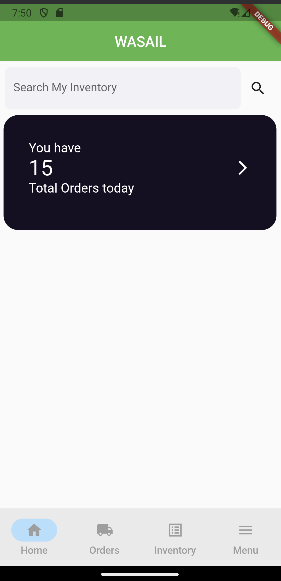 7:50
DEBUG
WASAIL
Search My Inventory
You have
15
Total Orders today
Home
Orders
Inventory
Menu